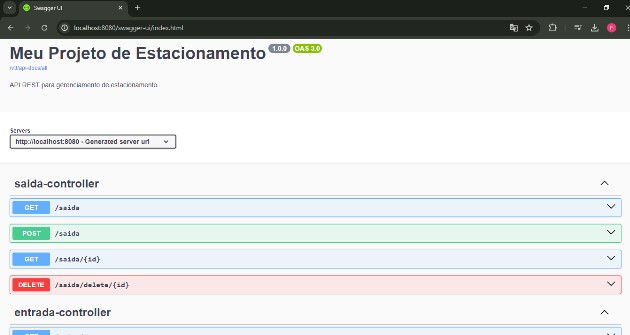 Swagger UI
localhost:8080/swagger-ui/index.html
Meu Projeto de Estacionamento 1.0.0 OAS 3.0
/v3/api-docs/all
API REST para gerenciamento de estacionamento
Servers
http://localhost:8080 - Generated server url
saida-controller
GET /saida
POST /saida
GET /saida/{id}
DELETE /saida/delete/{id}
entrada-controller
GET